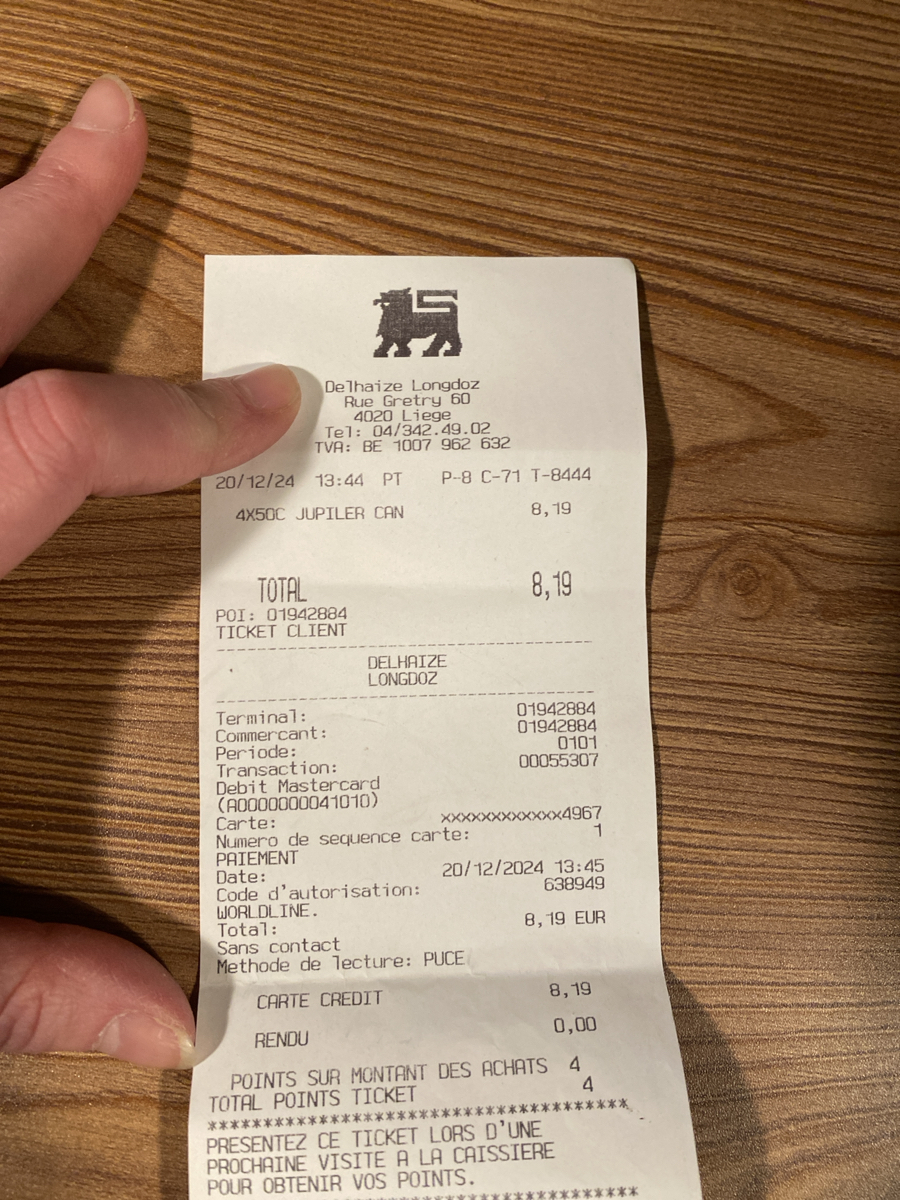 Delhaize Longdoz
Rue Gretry 60
4020 Liege
Tel: 04/342.49.02
TVA: BE 1007 962 632
20/12/24 13:44 PT P-8 C-71 T-8444
4X50C JUPILER CAN 8,19
TOTAL 8,19
POI: 01942884
TICKET CLIENT
DELHAIZE
LONGDOZ
Terminal: 01942884
Commercant: 01942884
Periode: 0101
Transaction: 00055307
Debit Mastercard
(A0000000041010)
Carte: xxxxxxxxxxxx4967
Numero de sequence carte: 1
PAIEMENT
Date: 20/12/2024 13:45
Code d'autorisation: 638949
WORLDLINE.
Total: 8,19 EUR
Sans contact
Methode de lecture: PUCE
CARTE CREDIT 8,19
RENDU 0,00
POINTS SUR MONTANT DES ACHATS 4
TOTAL POINTS TICKET 4
**************************************
PRESENTEZ CE TICKET LORS D'UNE
PROCHAINE VISITE A LA CAISSIERE
POUR OBTENIR VOS POINTS.
**************************************